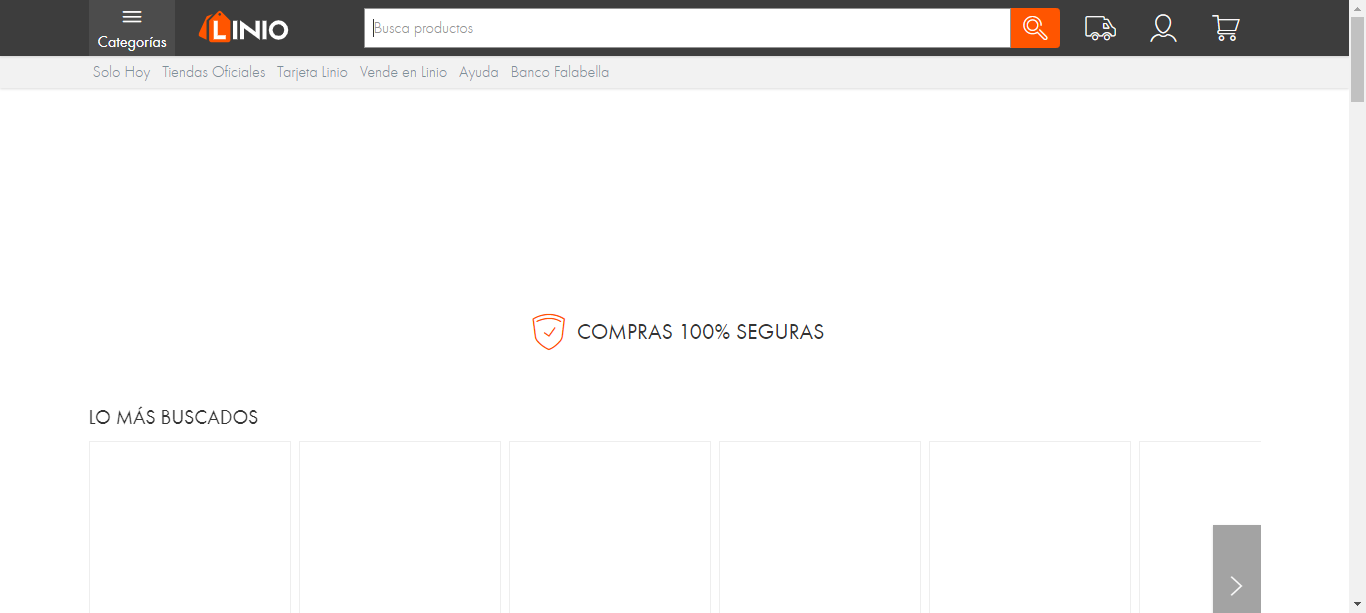 Categorías
LINIO
Busca productos
Solo Hoy Tiendas Oficiales Tarjeta Linio Vende en Linio Ayuda Banco Falabella
COMPRAS 100% SEGURAS
LO MÁS BUSCADOS